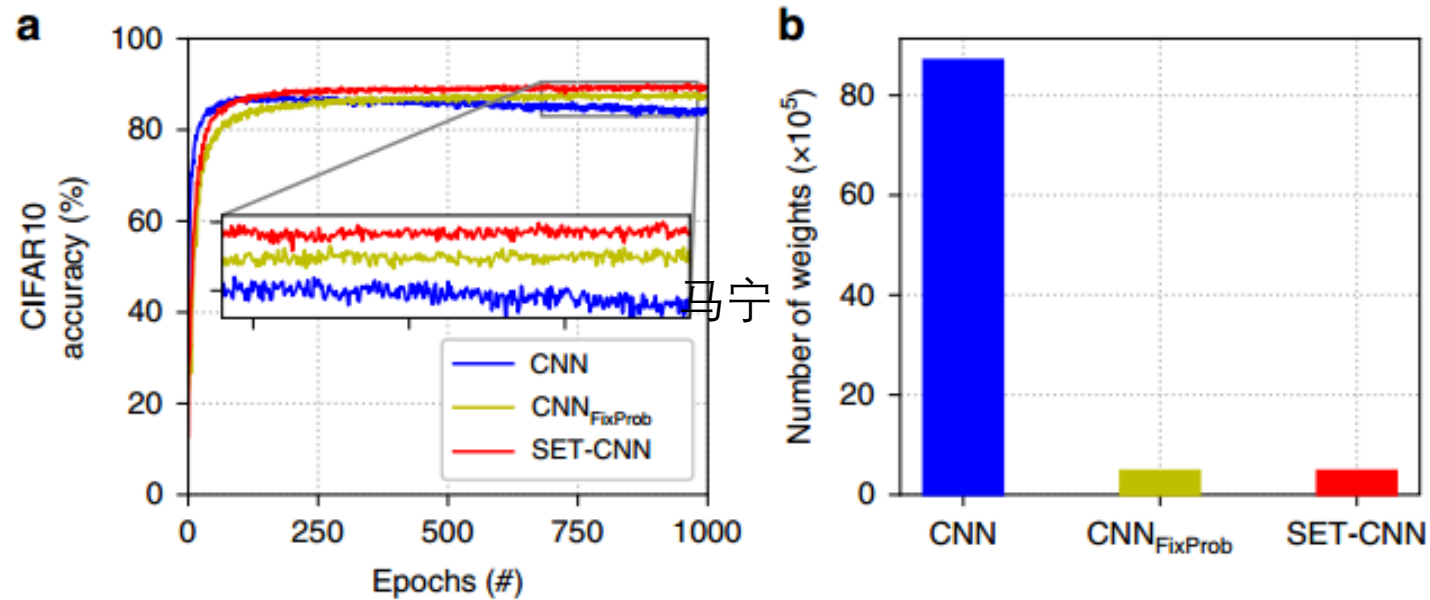 a
100
80
60
40
20
0
CIFAR10
accuracy (%)
CNN
CNNFixProb
SET-CNN
0 250 500 750 1000
Epochs (#)
马宁
b
80
60
40
20
0
Number of weights (×10⁵)
CNN CNNFixProb SET-CNN